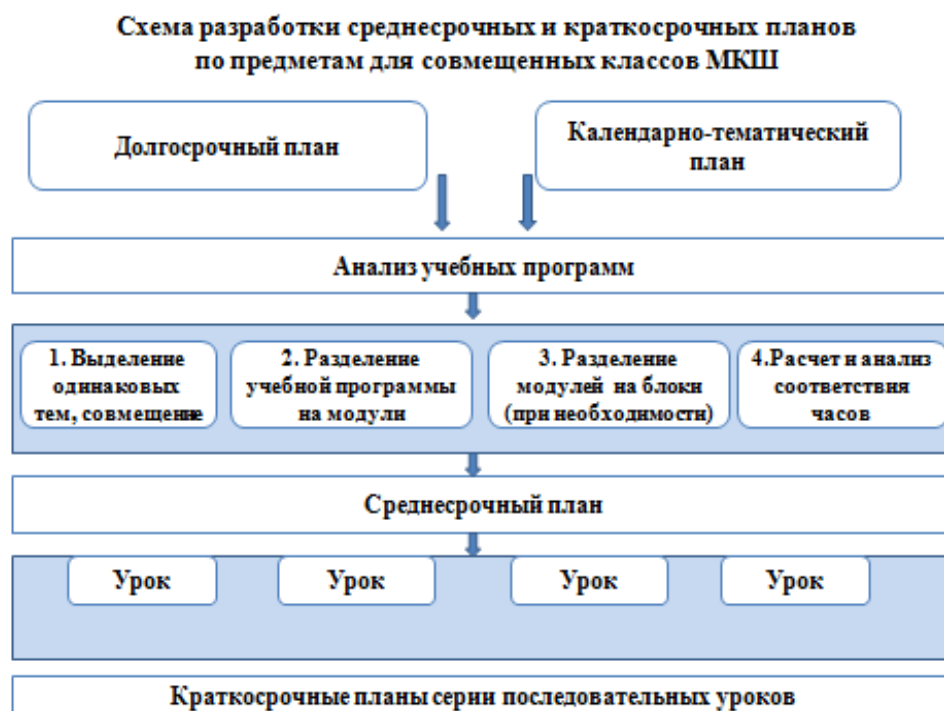 Схема разработки среднесрочных и краткосрочных планов
по предметам для совмещенных классов МКШ
Долгосрочный план
Календарно-тематический
план
Анализ учебных программ
1. Выделение
одинаковых
тем, совмещение
2. Разделение
учебной программы
на модули
3. Разделение
модулей на блоки
(при необходимости)
4.Расчет и анализ
соответствия
часов
Среднесрочный план
Урок
Урок
Урок
Урок
Краткосрочные планы серии последовательных уроков